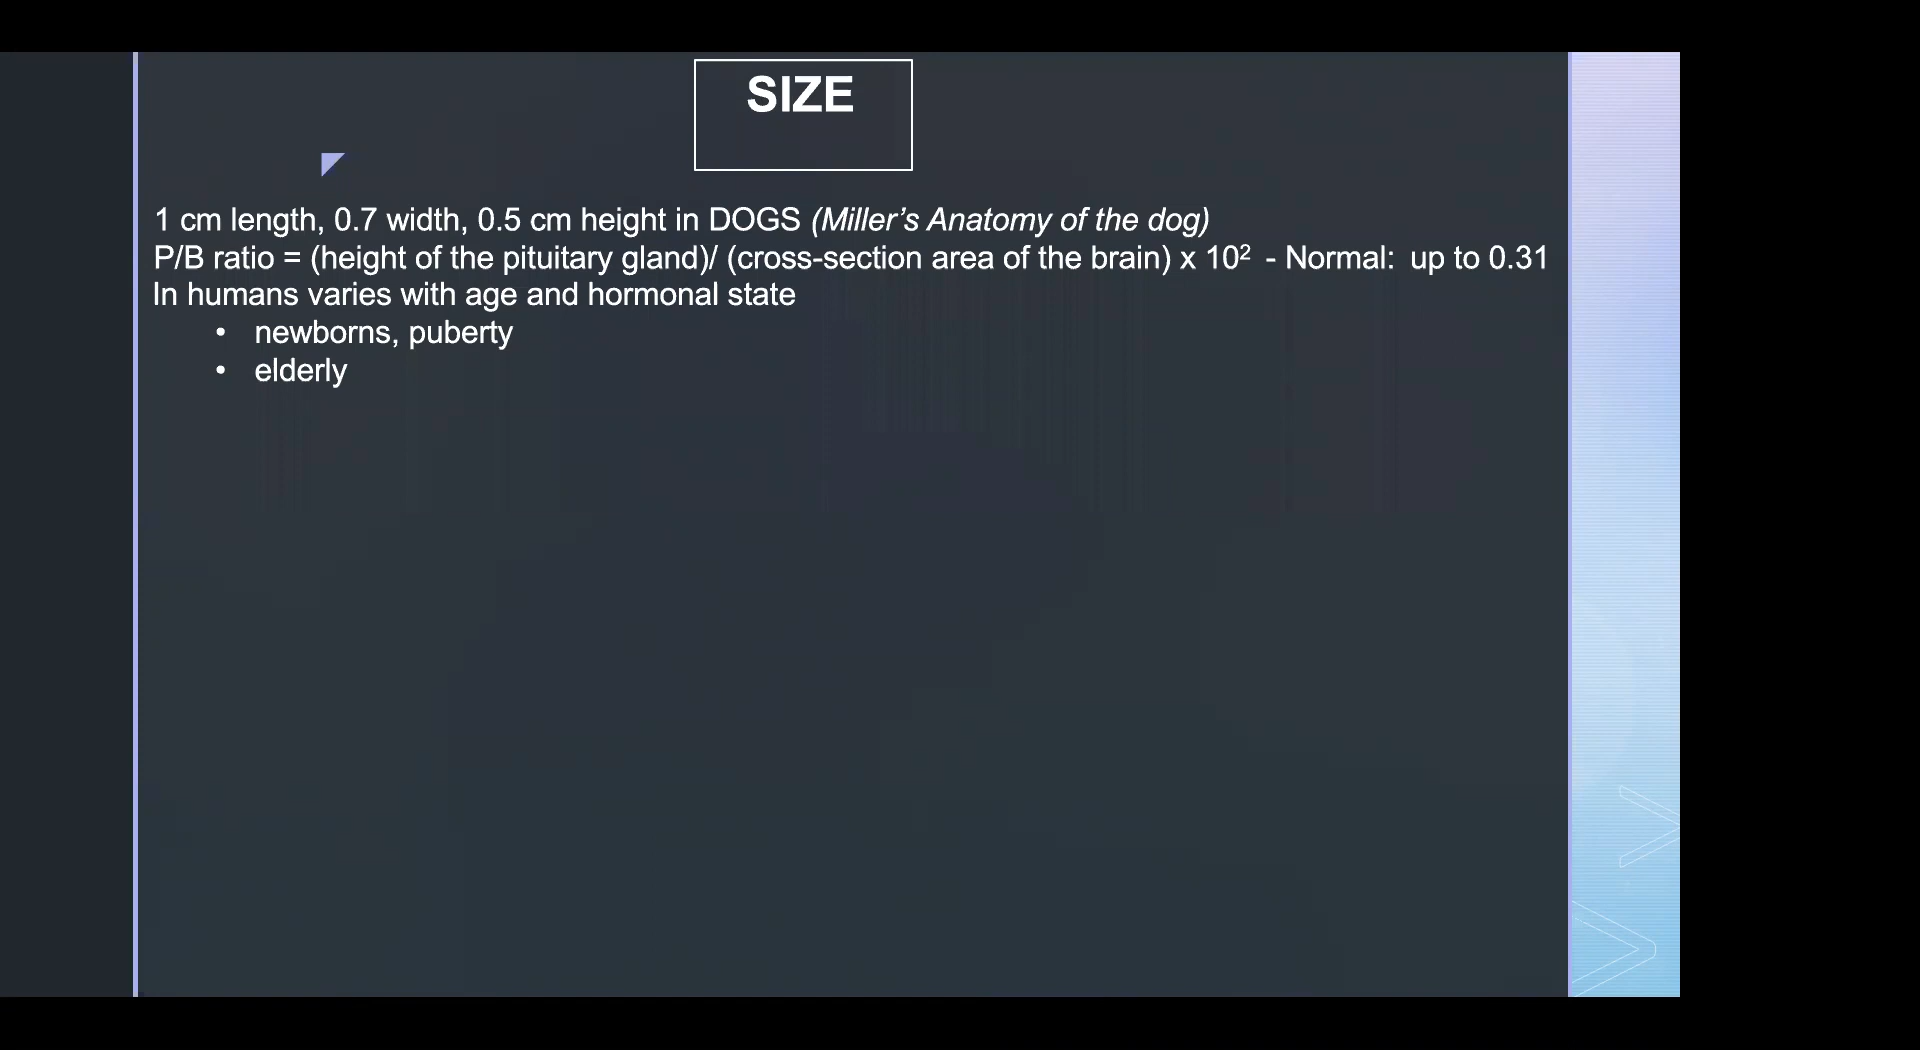 SIZE
1 cm length, 0.7 width, 0.5 cm height in DOGS (Miller’s Anatomy of the dog)
P/B ratio = (height of the pituitary gland)/ (cross-section area of the brain) x 10² - Normal: up to 0.31
In humans varies with age and hormonal state
• newborns, puberty
• elderly